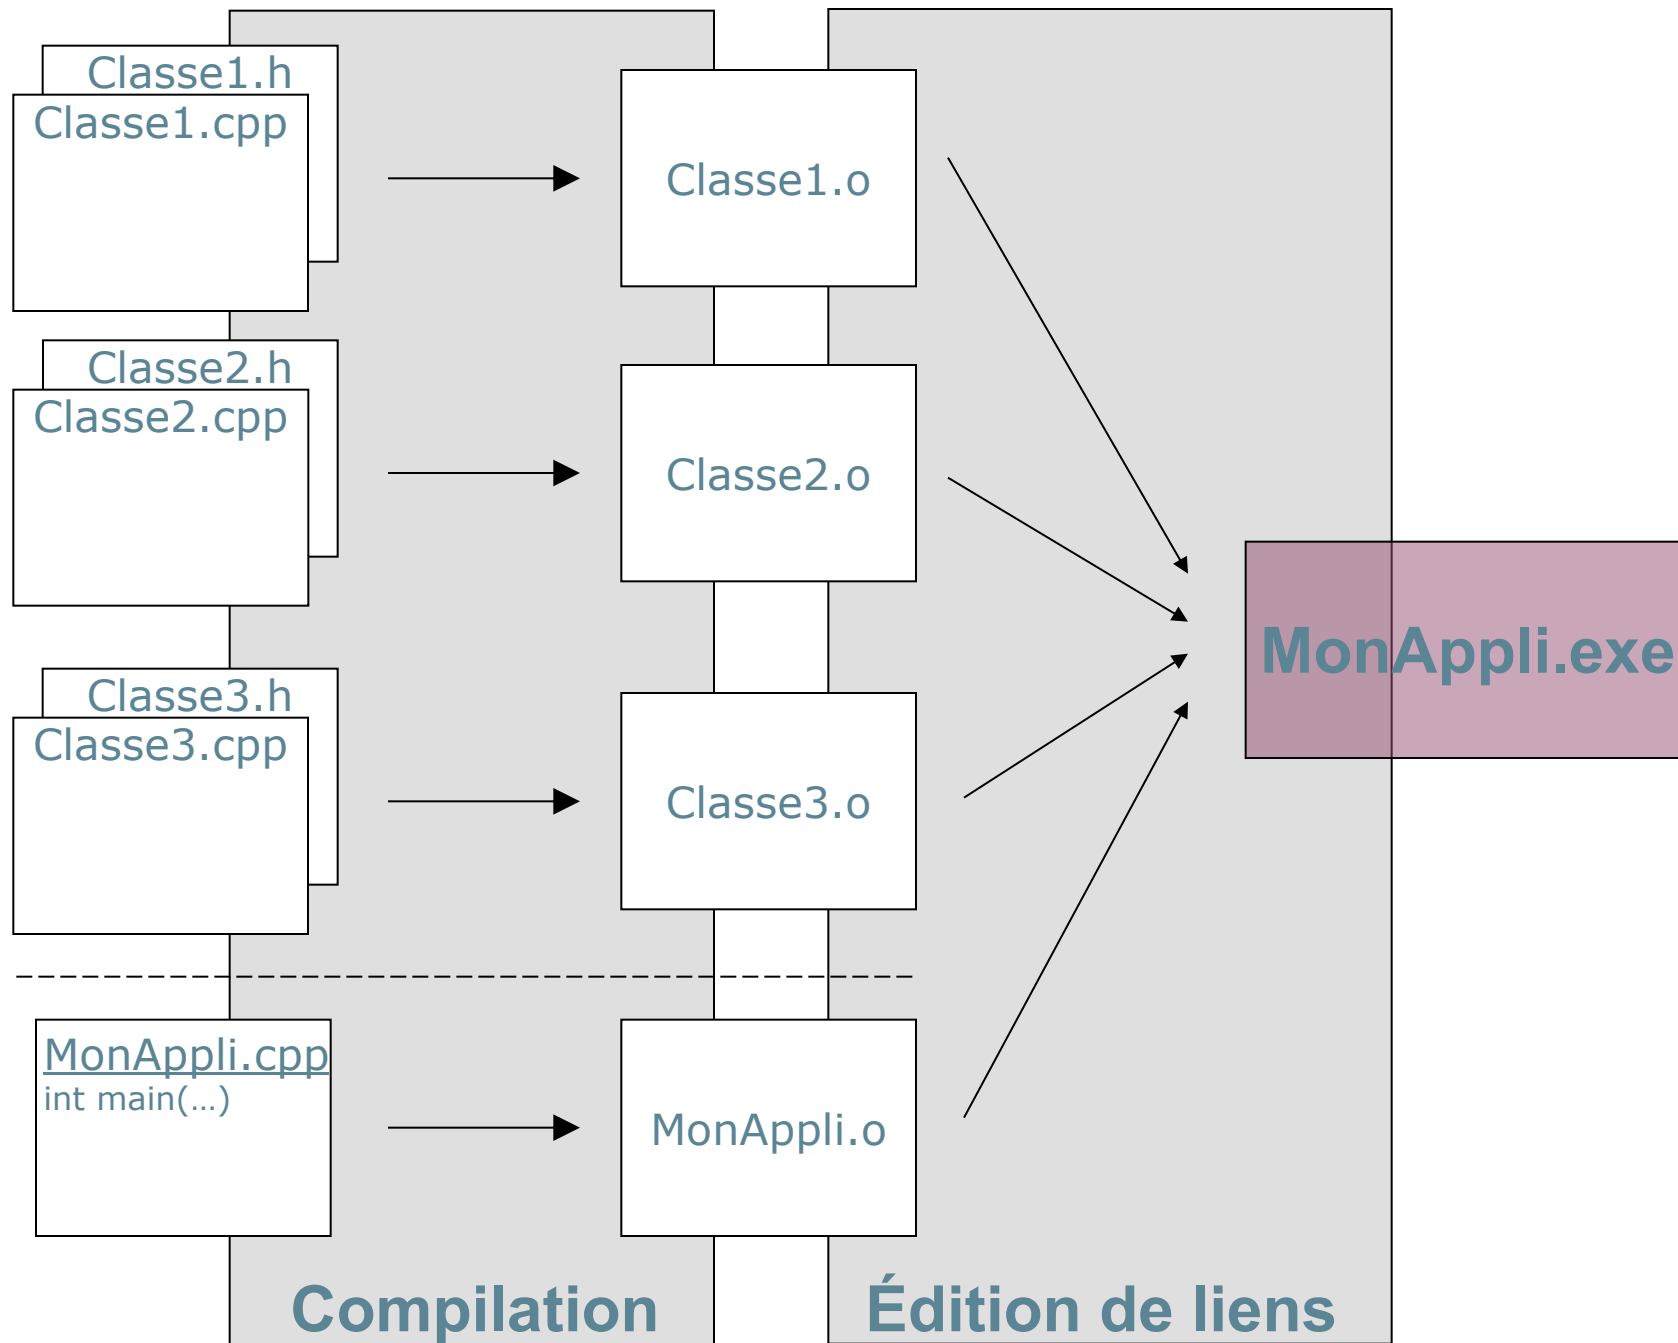 Classe1.h
Classe1.cpp
Classe1.o
Classe2.h
Classe2.cpp
Classe2.o
MonAppli.exe
Classe3.h
Classe3.cpp
Classe3.o
MonAppli.cpp
int main(…)
MonAppli.o
Compilation
Édition de liens